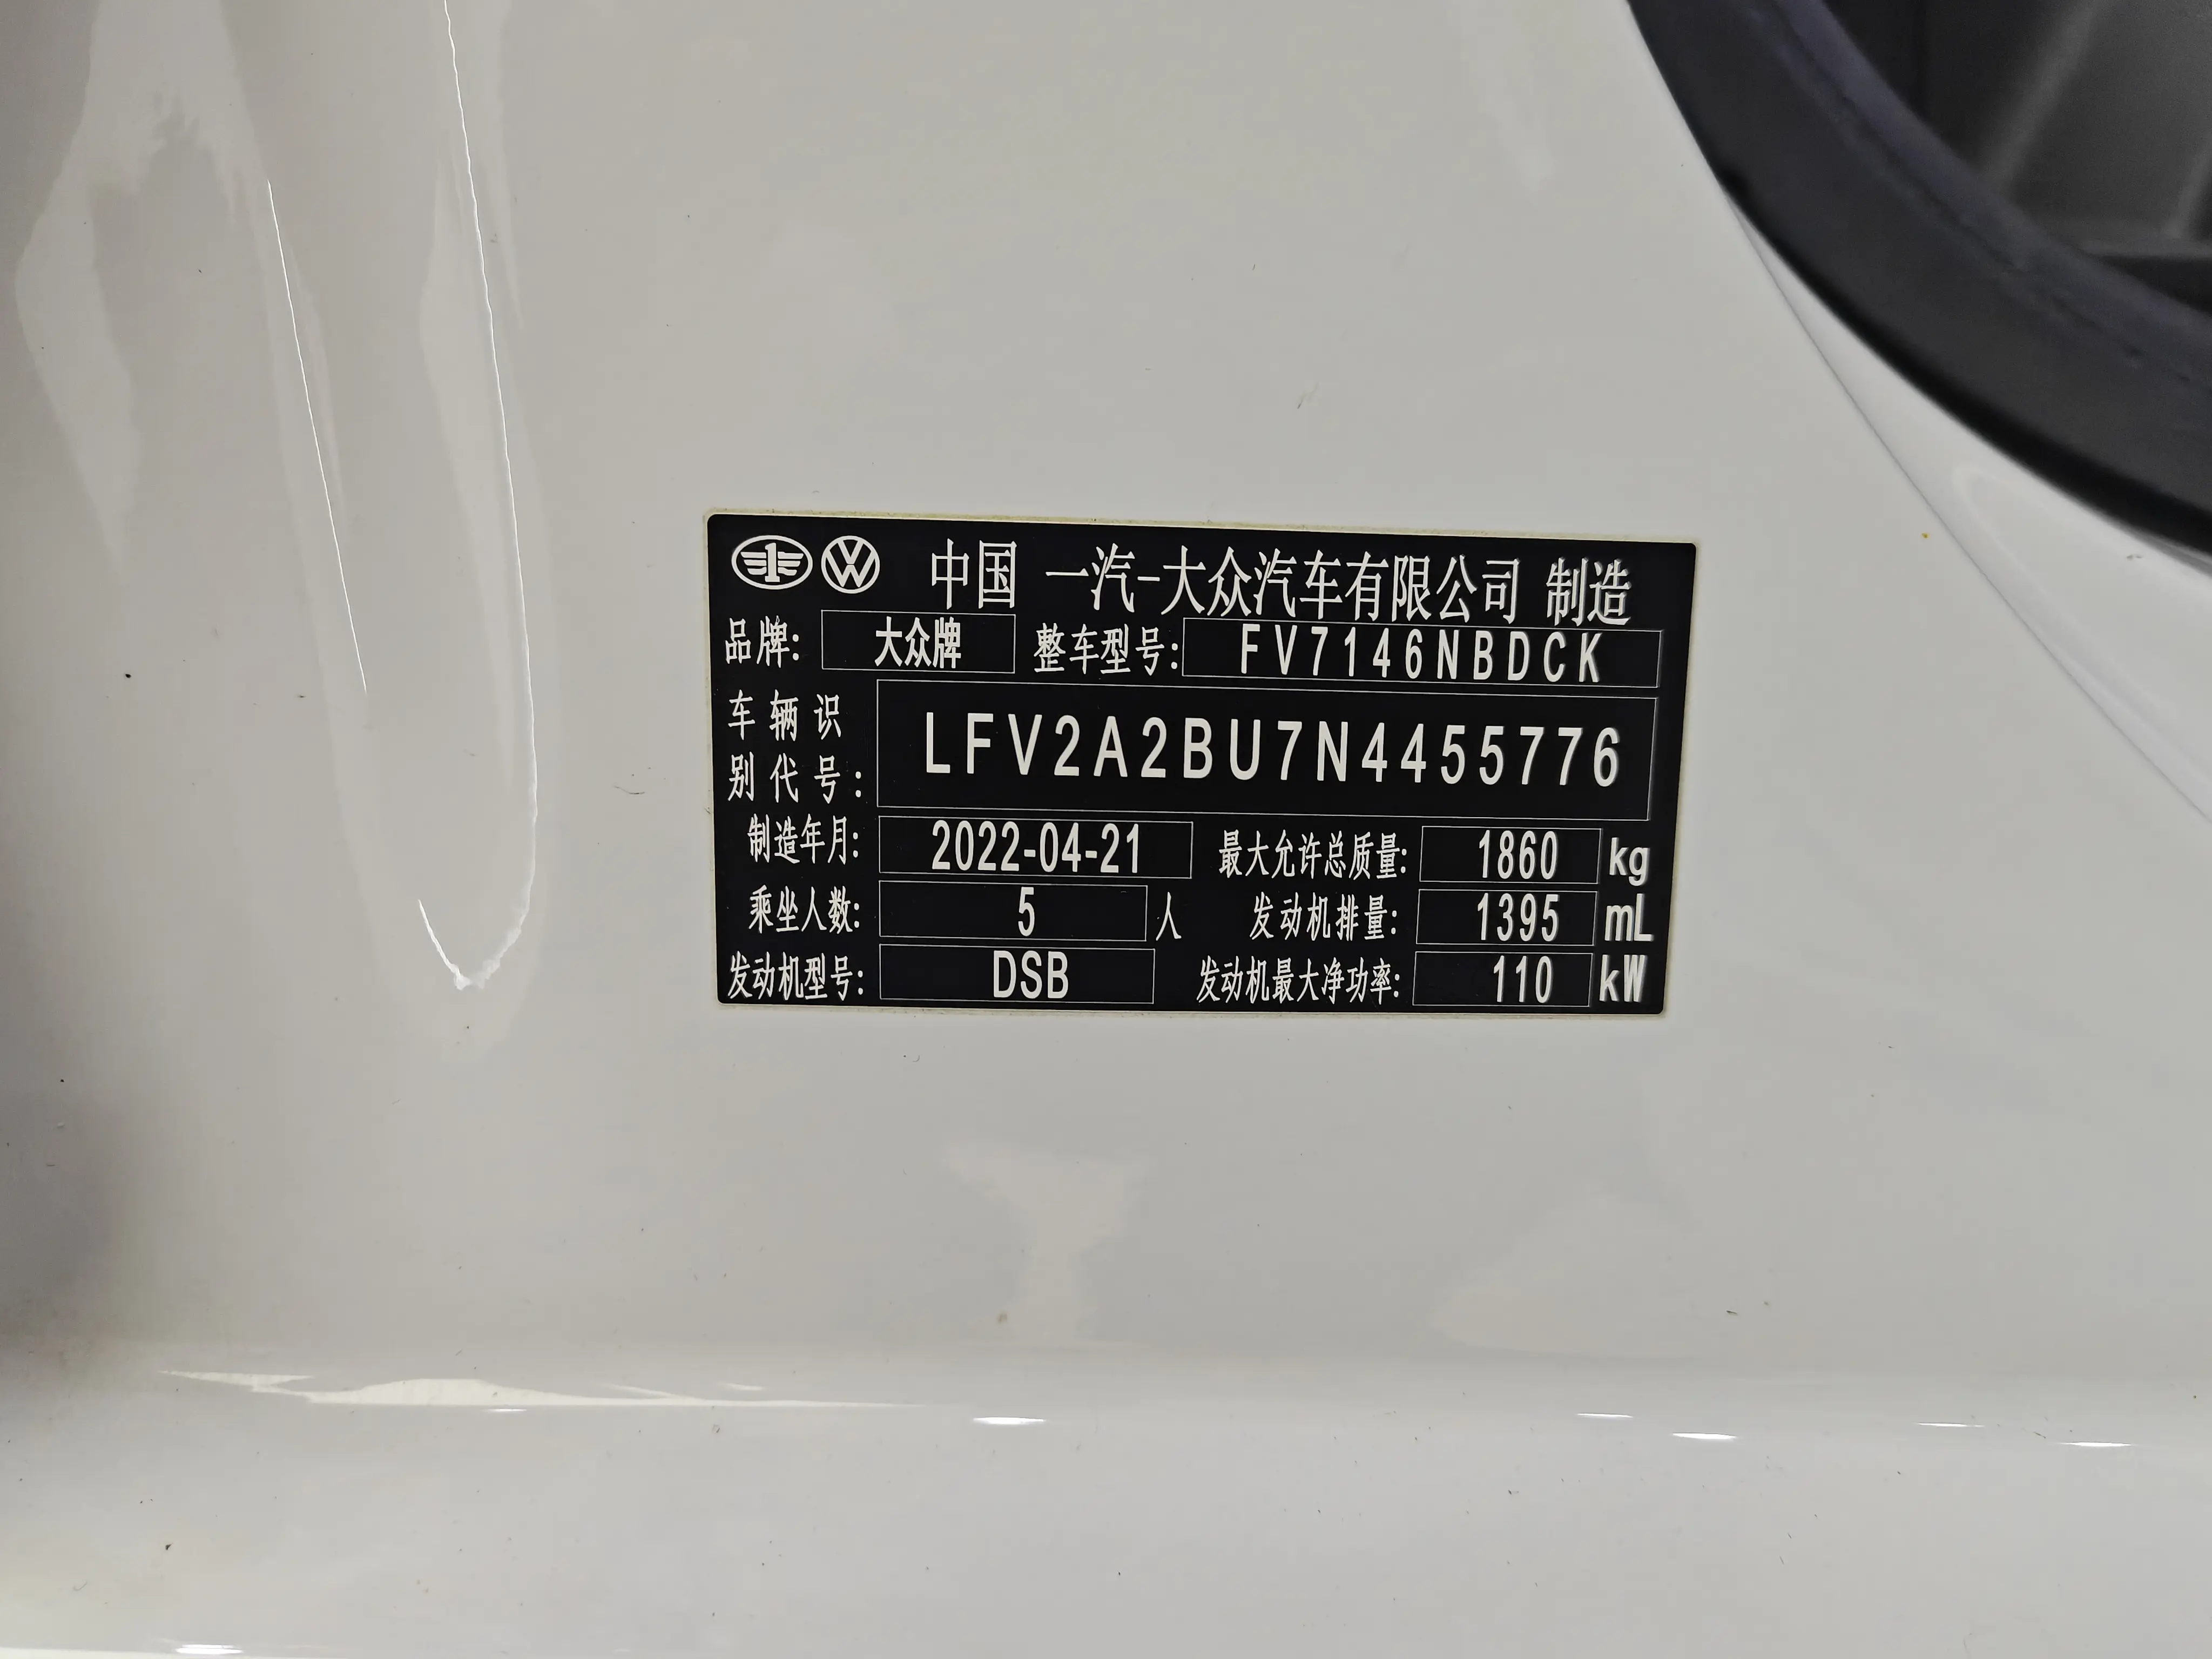 中国 一汽-大众汽车有限公司 制造
品牌: 大众牌 整车型号: FV7146NBDCK
车辆识别代号: LFV2A2BU7N4455776
制造年月: 2022-04-21 最大允许总质量: 1860 kg
乘坐人数: 5 人 发动机排量: 1395 mL
发动机型号: DSB 发动机最大净功率: 110 kW